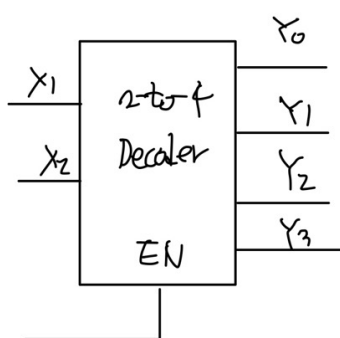 Y0
X1
2-to-4
Y1
X2
Decoder
Y2
Y3
EN